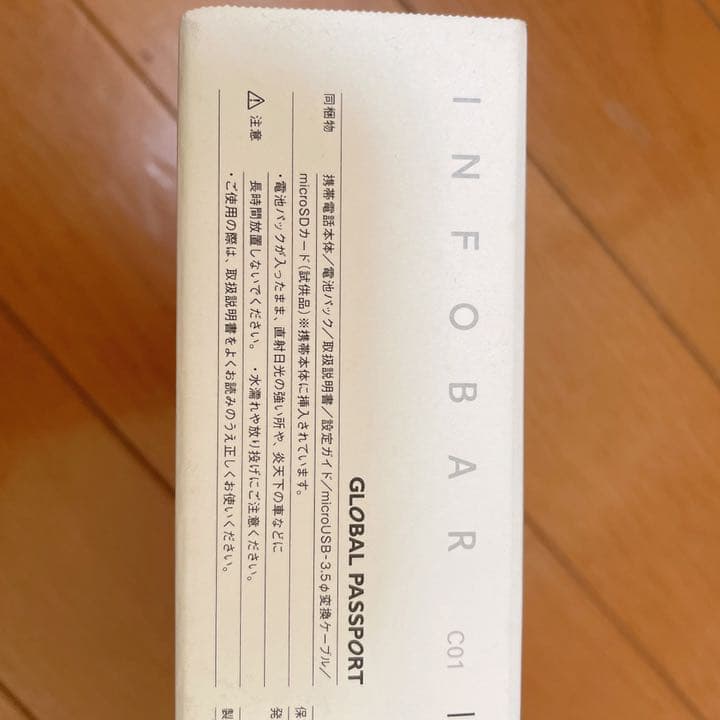 INFOBAR C01
GLOBAL PASSPORT
同梱物 携帯電話本体／電池パック／取扱説明書／設定ガイド／microUSB-3.5φ変換ケーブル／
microSDカード（試供品）※携帯本体に挿入されています。
⚠ 注意 ・電池パックが入ったまま、直射日光の強い所や、炎天下の車などに
長時間放置しないでください。 ・水濡れや放り投げにご注意ください。
・ご使用の際は、取扱説明書をよくお読みのうえ正しくお使いください。
保
発
製